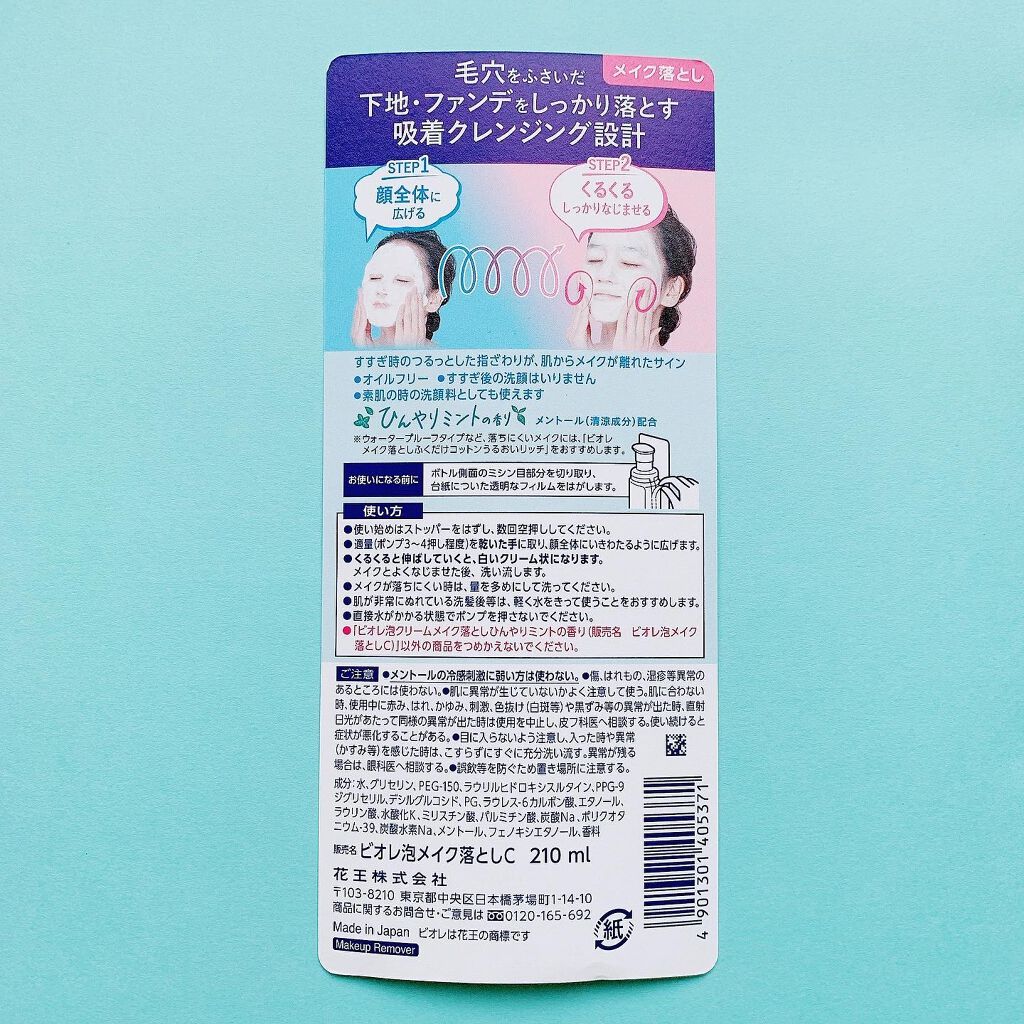 メイク落とし
毛穴をふさいだ
下地・ファンデをしっかり落とす
吸着クレンジング設計
STEP1
顔全体に
広げる
STEP2
くるくる
しっかりなじませる
すすぎ時のつるっとした指ざわりが、肌からメイクが離れたサイン
●オイルフリー ●すすぎ後の洗顔はいりません
●素肌の時の洗顔料としても使えます
ひんやりミントの香り メントール(清涼成分)配合
※ウォータープルーフタイプなど、落ちにくいメイクには、「ビオレ
メイク落としふくだけコットンうるおいリッチ」をおすすめします。
お使いになる前に
ボトル側面のミシン目部分を切り取り、
台紙についた透明なフィルムをはがします。
使い方
●使い始めはストッパーをはずし、数回空押ししてください。
●適量(ポンプ3〜4押し程度)を乾いた手に取り、顔全体にいきわたるように広げます。
●くるくると伸ばしていくと、白いクリーム状になります。
メイクとよくなじませた後、洗い流します。
●メイクが落ちにくい時は、量を多めにして洗ってください。
●肌が非常にぬれている洗髪後等は、軽く水をきって使うことをおすすめします。
●直接水がかかる状態でポンプを押さないでください。
●「ビオレ泡クリームメイク落としひんやりミントの香り(販売名 ビオレ泡メイク
落としC)」以外の商品をつめかえないでください。
ご注意 ●メントールの冷感刺激に弱い方は使わない。●傷、はれもの、湿疹等異常の
あるところには使わない。●肌に異常が生じていないかよく注意して使う。肌に合わない
時、使用中に赤み、はれ、かゆみ、刺激、色抜け(白斑等)や黒ずみ等の異常が出た時、直射
日光があたって同様の異常が出た時は使用を中止し、皮フ科医へ相談する。使い続けると
症状が悪化することがある。●目に入らないよう注意し、入った時や異常
(かすみ等)を感じた時は、こすらずにすぐに充分洗い流す。異常が残る
場合は、眼科医へ相談する。●誤飲等を防ぐため置き場所に注意する。
成分:水、グリセリン、PEG-150、ラウリルヒドロキシスルタイン、PPG-9
ジグリセリル、デシルグルコシド、PG、ラウレス-6カルボン酸、エタノール、
ラウリン酸、水酸化K、ミリスチン酸、パルミチン酸、炭酸Na、ポリクオタ
ニウム-39、炭酸水素Na、メントール、フェノキシエタノール、香料
販売名 ビオレ泡メイク落としC 210 ml
花王株式会社
〒103-8210 東京都中央区日本橋茅場町1-14-10
商品に関するお問合せ・ご意見は 0120-165-692
Made in Japan ビオレは花王の商標です
Makeup Remover
紙
4 901301 405371